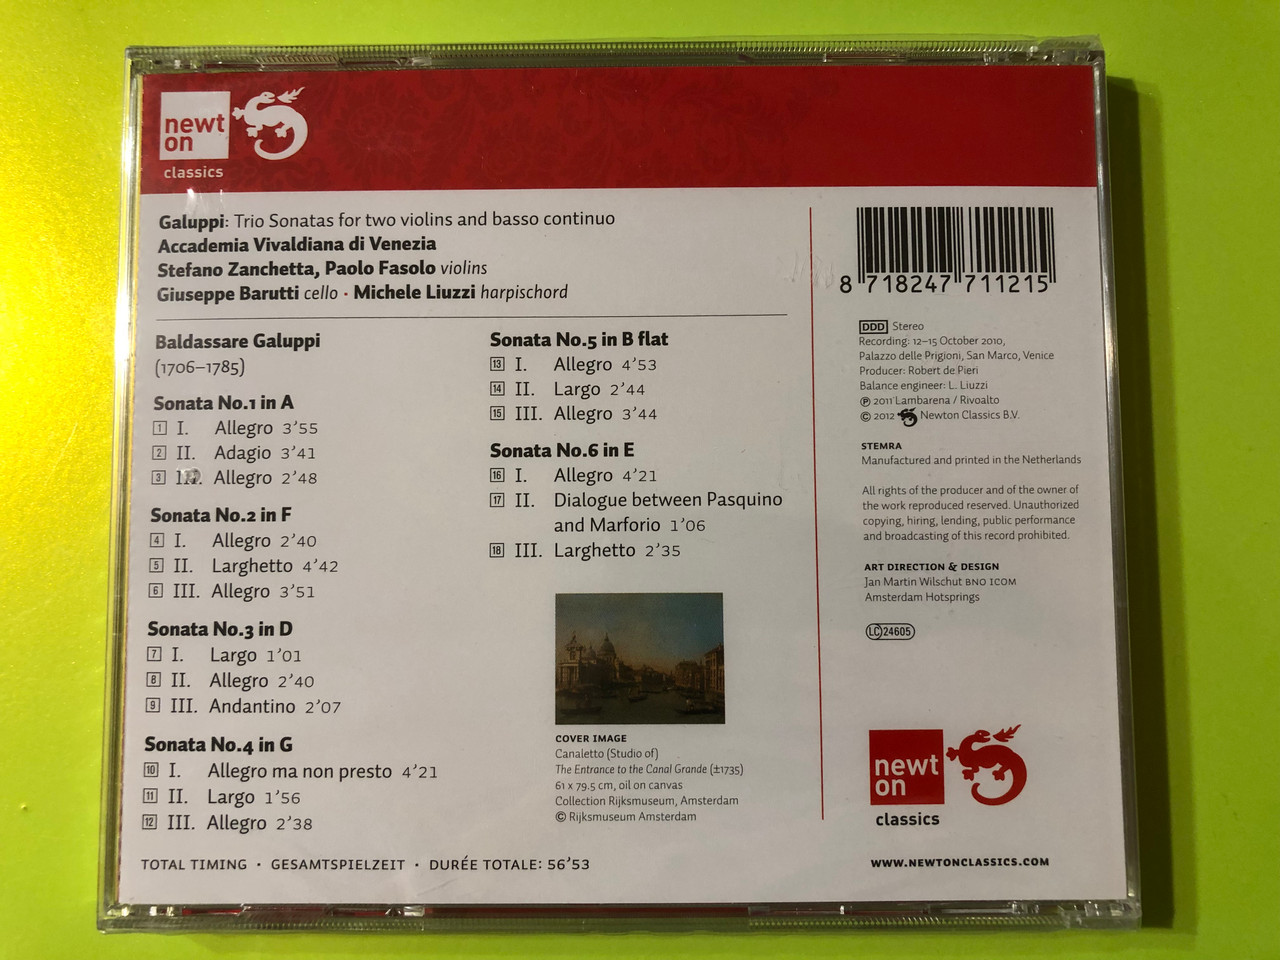 newt
on
classics
Galuppi: Trio Sonatas for two violins and basso continuo
Accademia Vivaldiana di Venezia
Stefano Zanchetta, Paolo Fasolo violins
Giuseppe Barutti cello · Michele Liuzzi harpischord
Baldassare Galuppi
(1706–1785)
Sonata No.1 in A
1 I. Allegro 3’55
2 II. Adagio 3’41
3 III. Allegro 2’48
Sonata No.2 in F
4 I. Allegro 2’40
5 II. Larghetto 4’42
6 III. Allegro 3’51
Sonata No.3 in D
7 I. Largo 1’01
8 II. Allegro 2’40
9 III. Andantino 2’07
Sonata No.4 in G
10 I. Allegro ma non presto 4’21
11 II. Largo 1’56
12 III. Allegro 2’38
Sonata No.5 in B flat
13 I. Allegro 4’53
14 II. Largo 2’44
15 III. Allegro 3’44
Sonata No.6 in E
16 I. Allegro 4’21
17 II. Dialogue between Pasquino
and Marforio 1’06
18 III. Larghetto 2’35
COVER IMAGE
Canaletto (Studio of)
The Entrance to the Canal Grande (±1735)
61 x 79.5 cm, oil on canvas
Collection Rijksmuseum, Amsterdam
© Rijksmuseum Amsterdam
TOTAL TIMING · GESAMTSPIELZEIT · DURÉE TOTALE: 56’53
8 718247 711215
DDD Stereo
Recording: 12–15 October 2010,
Palazzo delle Prigioni, San Marco, Venice
Producer: Robert de Pieri
Balance engineer: L. Liuzzi
℗ 2011 Lambarena / Rivoalto
© 2012 Newton Classics B.V.
STEMRA
Manufactured and printed in the Netherlands
All rights of the producer and of the owner of
the work reproduced reserved. Unauthorized
copying, hiring, lending, public performance
and broadcasting of this record prohibited.
ART DIRECTION & DESIGN
Jan Martin Wilschut BNO ICOM
Amsterdam Hotsprings
LC 24605
newt
on
classics
WWW.NEWTONCLASSICS.COM